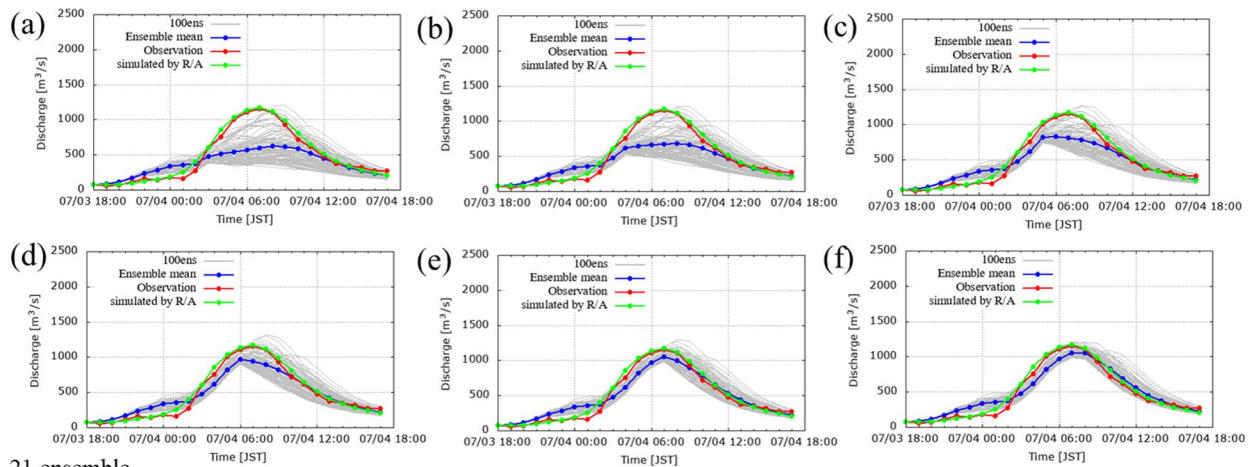 (a)
2500
2000
1500
1000
500
0
Discharge [m³/s]
100ens
Ensemble mean
Observation
simulated by R/A
07/03 18:00 07/04 00:00 07/04 06:00 07/04 12:00 07/04 18:00
Time [JST]
(b)
2500
2000
1500
1000
500
0
Discharge [m³/s]
100ens
Ensemble mean
Observation
simulated by R/A
07/03 18:00 07/04 00:00 07/04 06:00 07/04 12:00 07/04 18:00
Time [JST]
(c)
2500
2000
1500
1000
500
0
Discharge [m³/s]
100ens
Ensemble mean
Observation
simulated by R/A
07/03 18:00 07/04 00:00 07/04 06:00 07/04 12:00 07/04 18:00
Time [JST]
(d)
2500
2000
1500
1000
500
0
Discharge [m³/s]
100ens
Ensemble mean
Observation
simulated by R/A
07/03 18:00 07/04 00:00 07/04 06:00 07/04 12:00 07/04 18:00
Time [JST]
(e)
2500
2000
1500
1000
500
0
Discharge [m³/s]
100ens
Ensemble mean
Observation
simulated by R/A
07/03 18:00 07/04 00:00 07/04 06:00 07/04 12:00 07/04 18:00
Time [JST]
(f)
2500
2000
1500
1000
500
0
Discharge [m³/s]
100ens
Ensemble mean
Observation
simulated by R/A
07/03 18:00 07/04 00:00 07/04 06:00 07/04 12:00 07/04 18:00
Time [JST]
21 ensemble